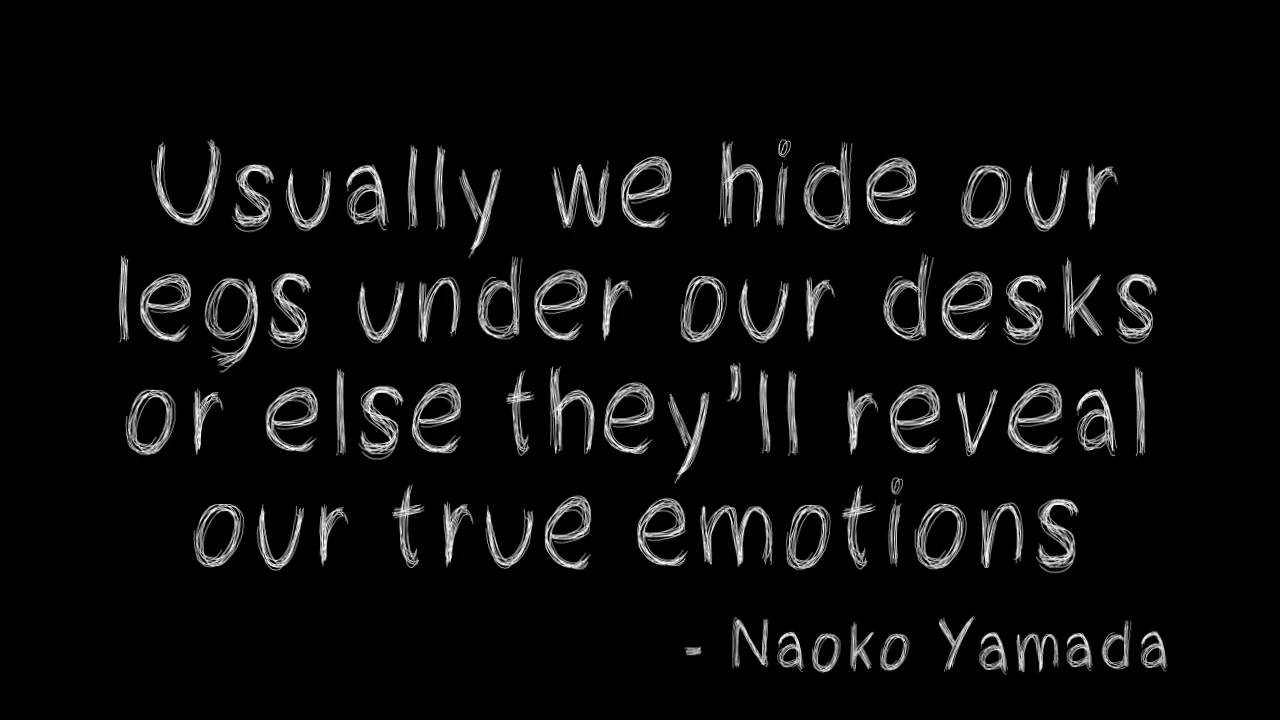 Usually we hide our
legs under our desks
or else they'll reveal
our true emotions
- Naoko Yamada